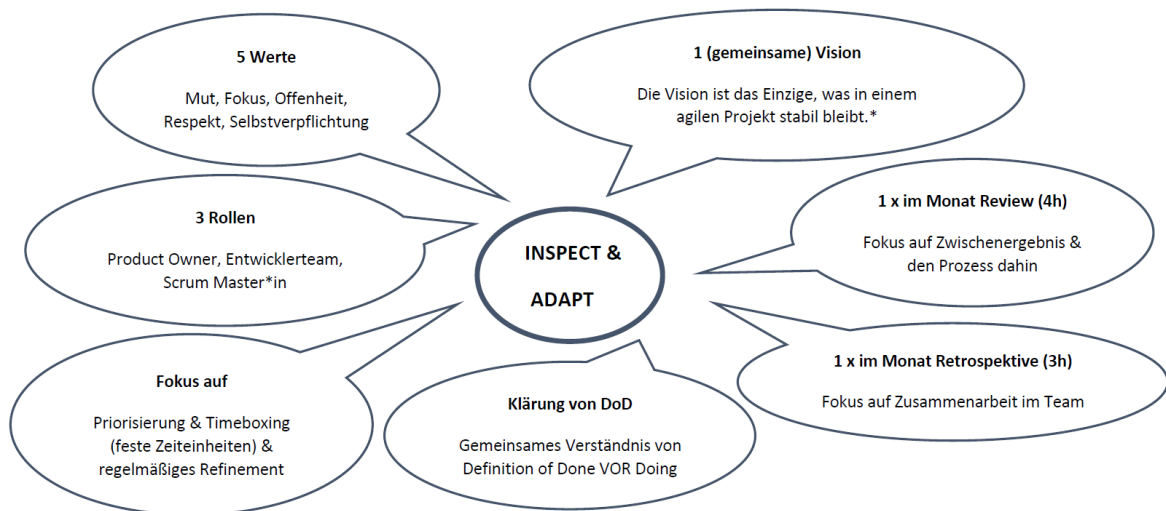 5 Werte
Mut, Fokus, Offenheit,
Respekt, Selbstverpflichtung
1 (gemeinsame) Vision
Die Vision ist das Einzige, was in einem
agilen Projekt stabil bleibt.*
3 Rollen
Product Owner, Entwicklerteam,
Scrum Master*in
INSPECT &
ADAPT
1 x im Monat Review (4h)
Fokus auf Zwischenergebnis &
den Prozess dahin
Fokus auf
Priorisierung & Timeboxing
(feste Zeiteinheiten) &
regelmäßiges Refinement
Klärung von DoD
Gemeinsames Verständnis von
Definition of Done VOR Doing
1 x im Monat Retrospektive (3h)
Fokus auf Zusammenarbeit im Team